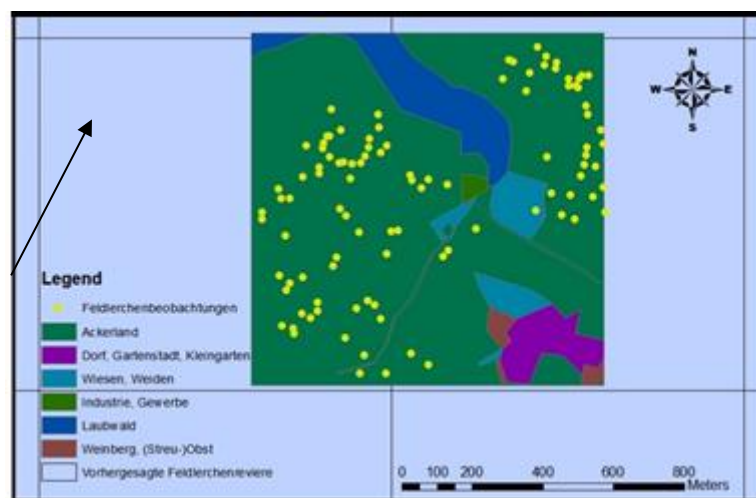 N
W E
S
Legend
Feldlerchenbeobachtungen
Ackerland
Dorf, Gartenstadt, Kleingarten
Wiesen, Weiden
Industrie, Gewerbe
Laubwald
Weinberg, (Streu-)Obst
Vorhergesagte Feldlerchenreviere
0 100 200 400 600 800
Meters